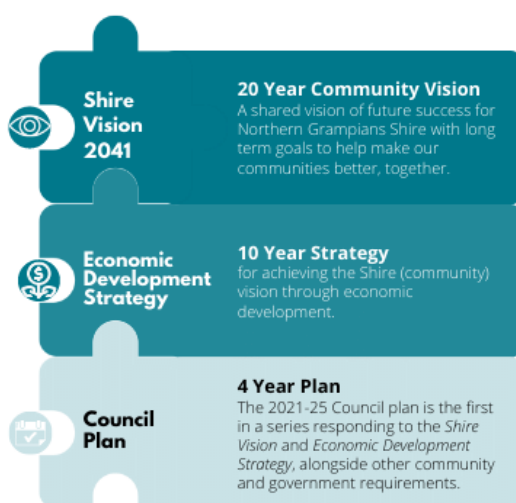 Shire
Vision
2041
20 Year Community Vision
A shared vision of future success for
Northern Grampians Shire with long
term goals to help make our
communities better, together.
Economic
Development
Strategy
10 Year Strategy
for achieving the Shire (community)
vision through economic
development.
Council
Plan
4 Year Plan
The 2021-25 Council plan is the first
in a series responding to the Shire
Vision and Economic Development
Strategy, alongside other community
and government requirements.